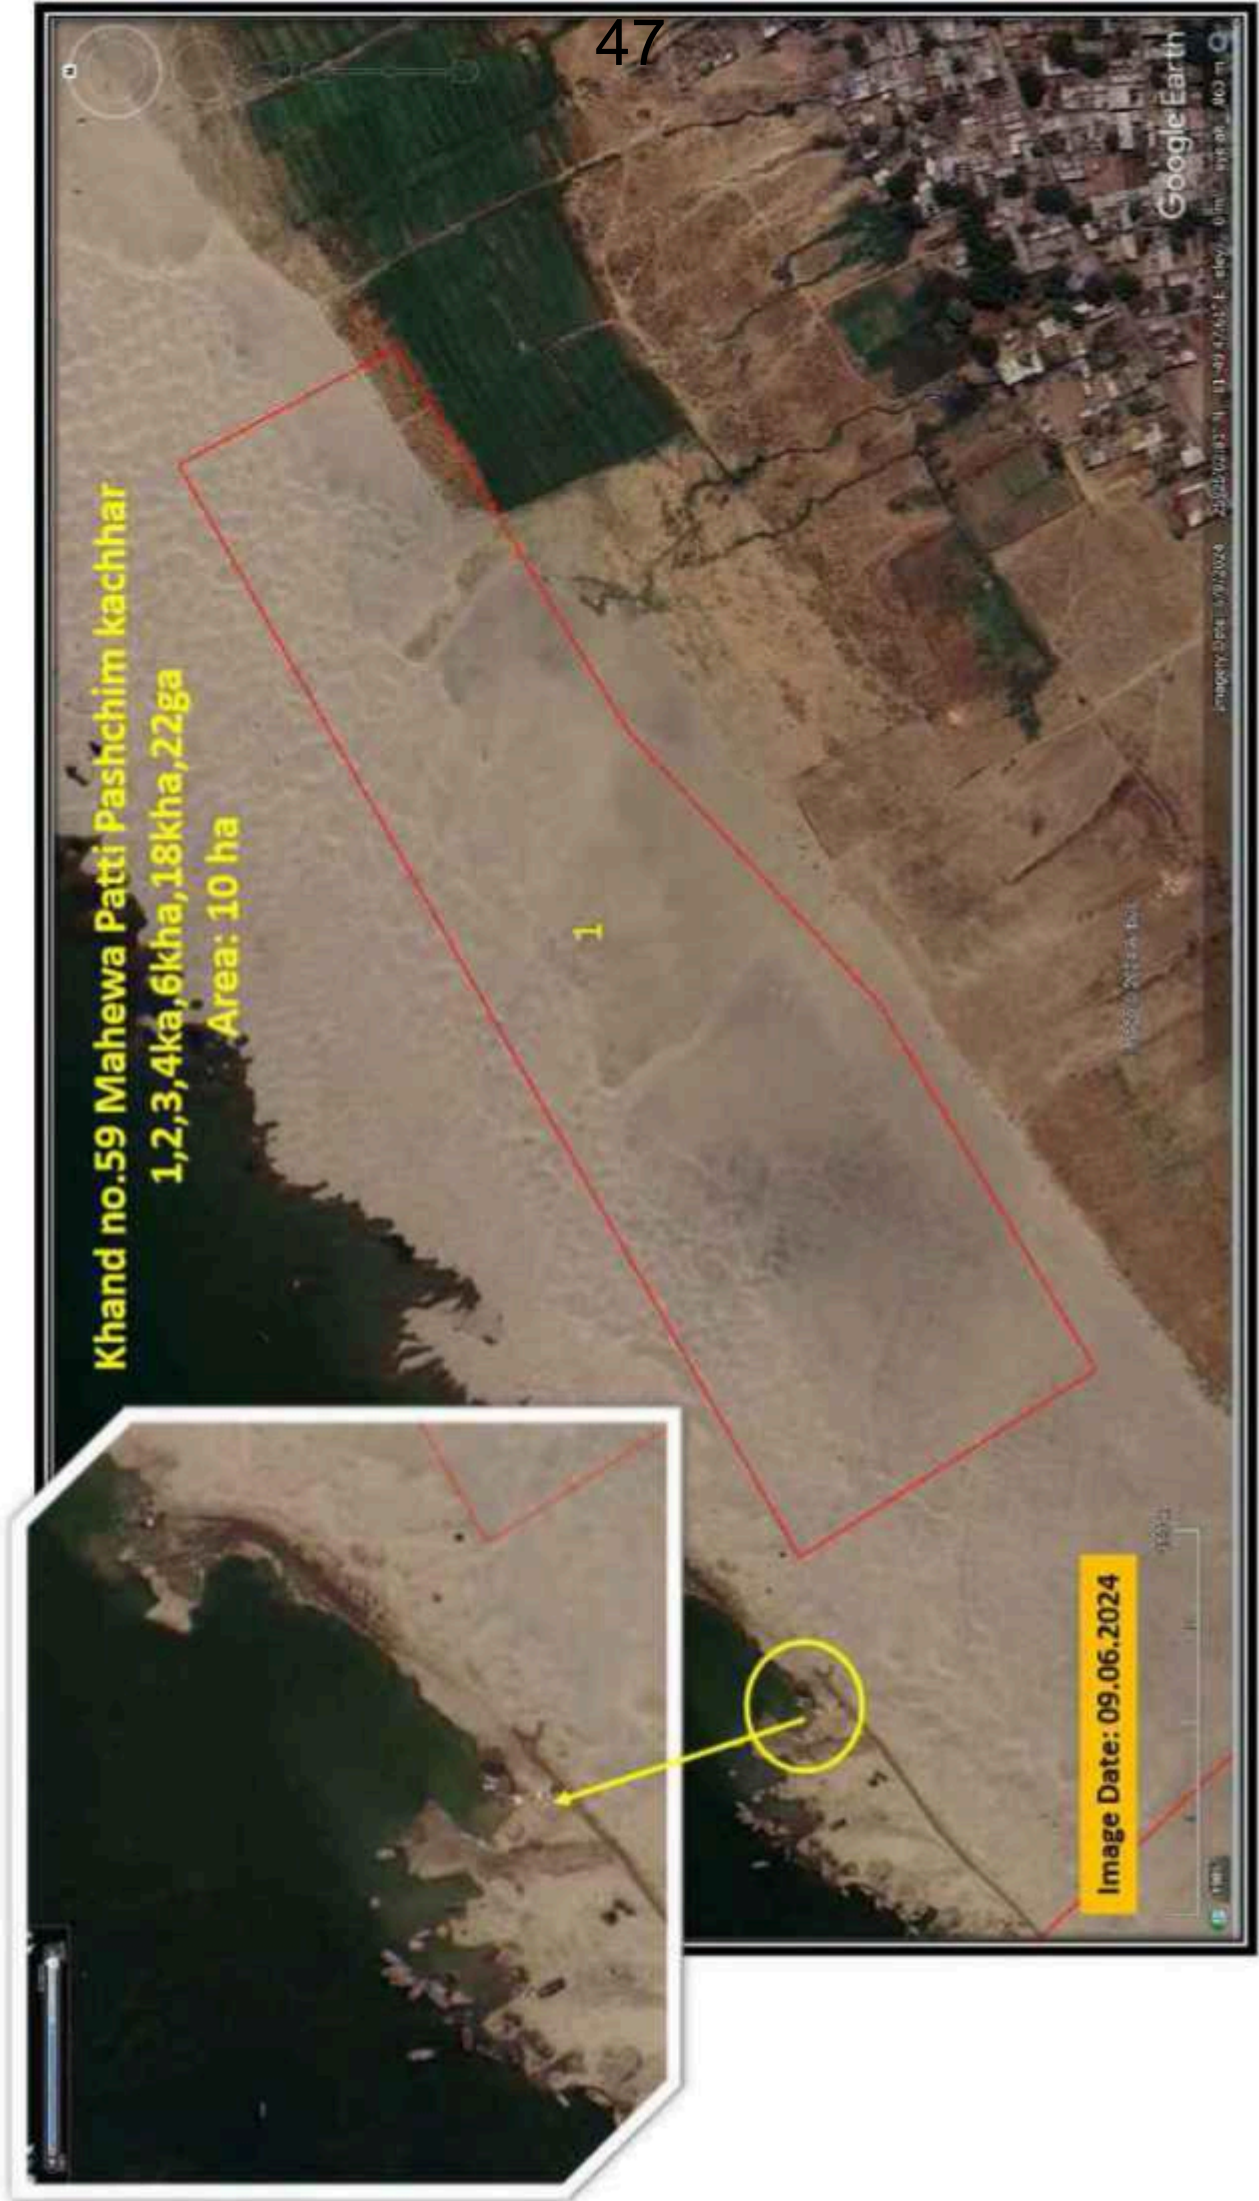 47
Khand no.59 Mahewa Patti Pashchim kachhar
1,2,3,4ka,6kha,18kha,22ga
Area: 10 ha
1
Image Date: 09.06.2024
Google Earth